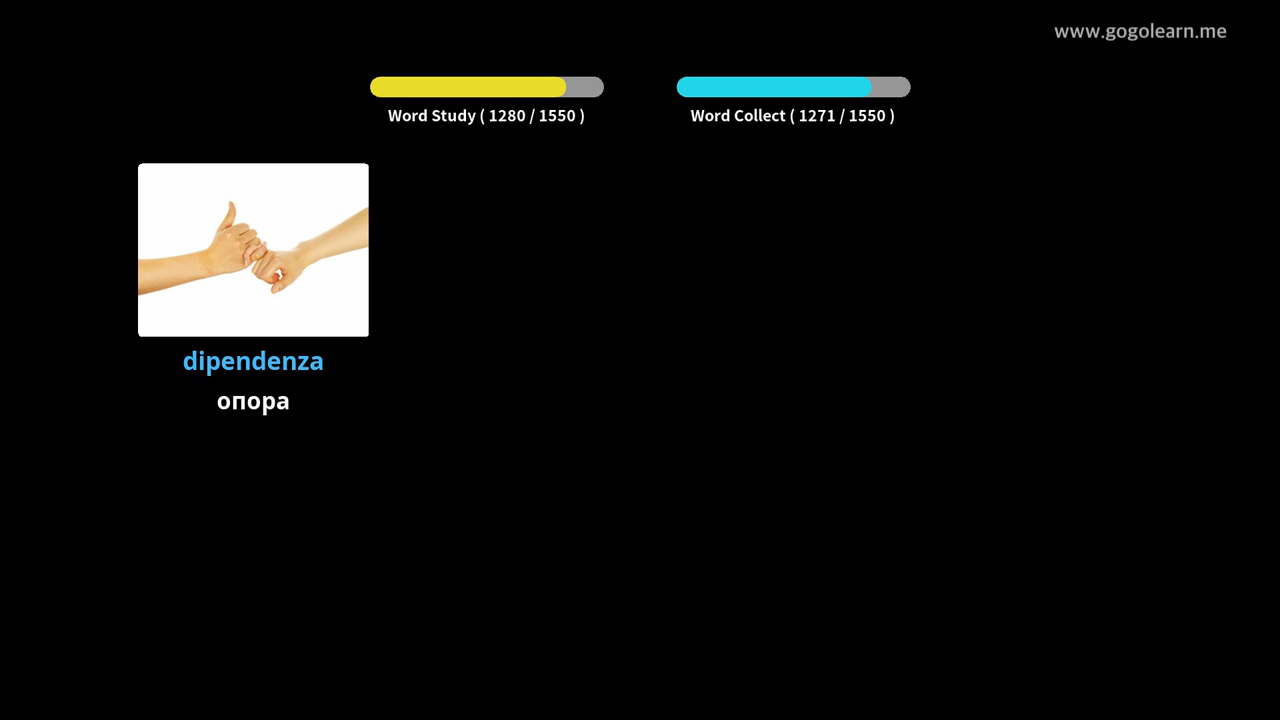 www.gogolearn.me
Word Study ( 1280 / 1550 )
Word Collect ( 1271 / 1550 )
dipendenza
опора